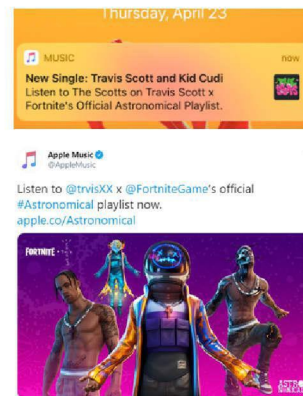 Thursday, April 23
MUSIC
now
New Single: Travis Scott and Kid Cudi
Listen to The Scotts on Travis Scott x
Fortnite's Official Astronomical Playlist.
Apple Music
@AppleMusic
Listen to @trvisXX x @FortniteGame's official
#Astronomical playlist now.
apple.co/Astronomical
FORTNITE